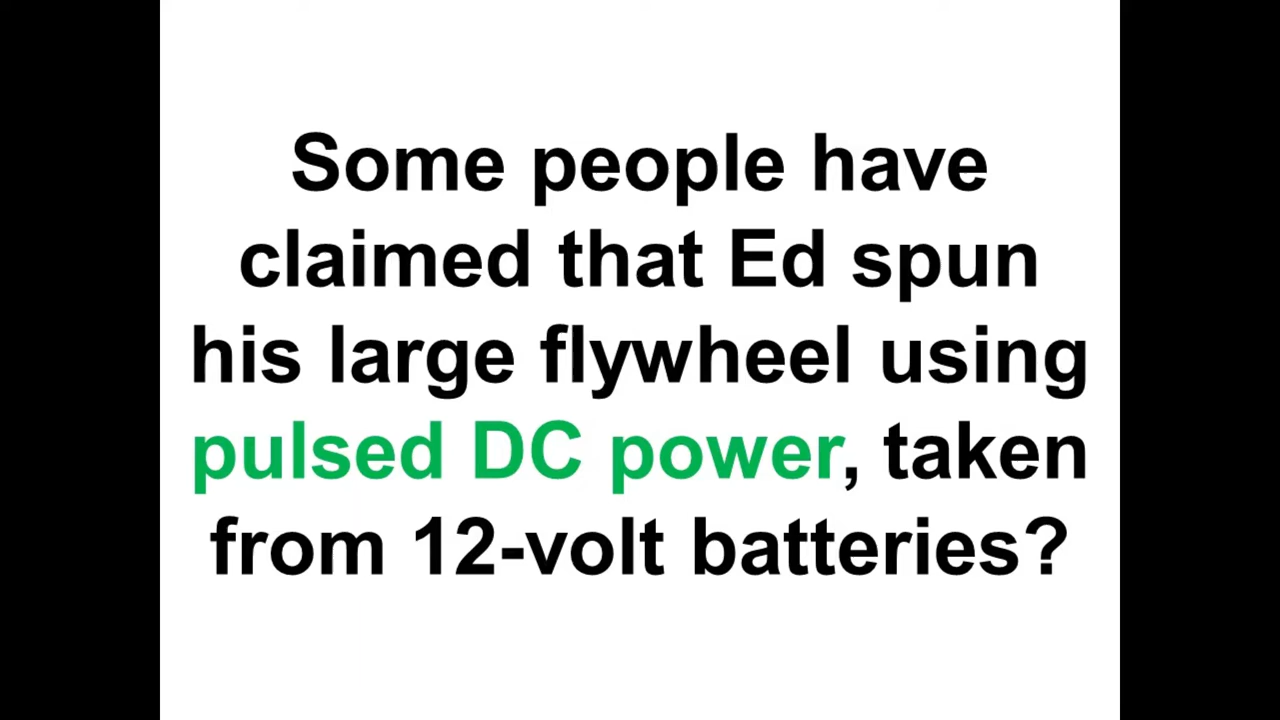 Some people have
claimed that Ed spun
his large flywheel using
pulsed DC power, taken
from 12-volt batteries?